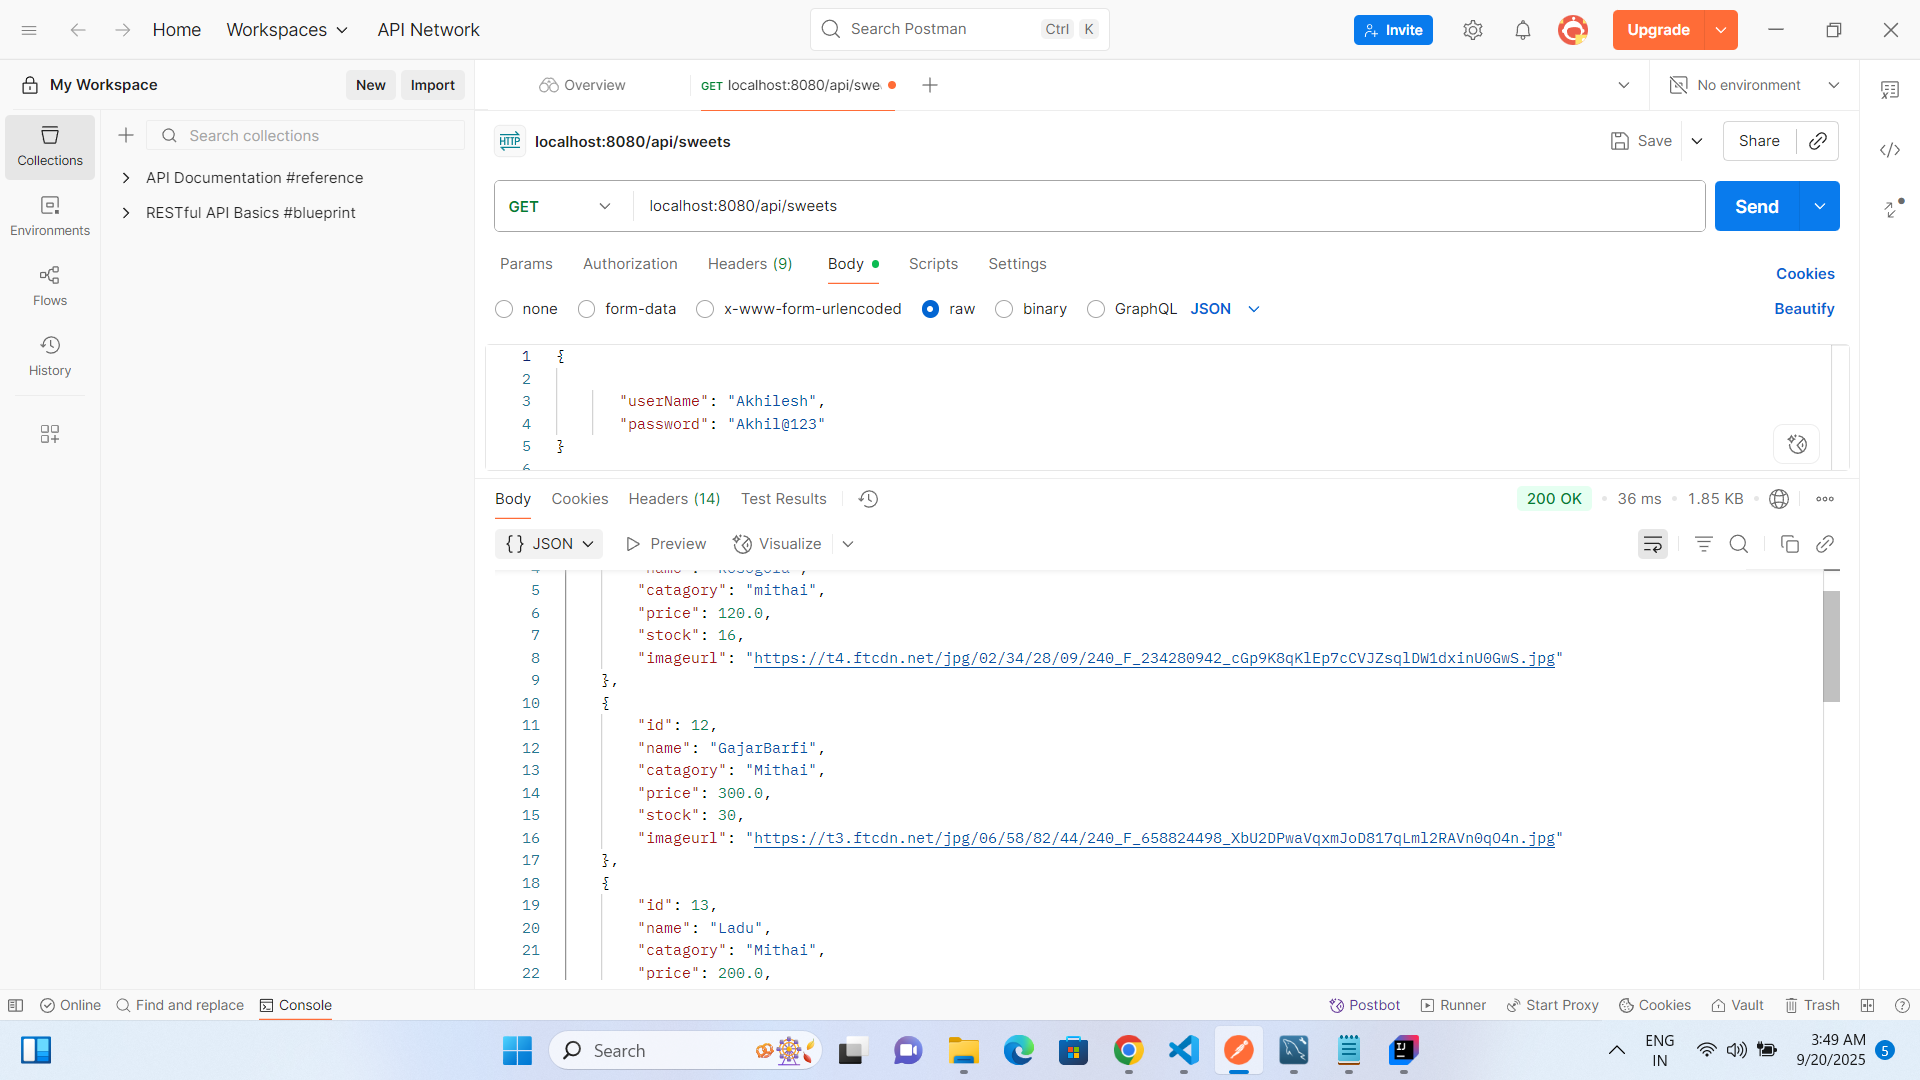 Home
Workspaces
API Network
Search Postman
Ctrl K
Invite
Upgrade
My Workspace
New
Import
Overview
GET localhost:8080/api/swe
No environment
Collections
Environments
Flows
History
Search collections
API Documentation #reference
RESTful API Basics #blueprint
HTTP localhost:8080/api/sweets
Save
Share
GET
localhost:8080/api/sweets
Send
Params
Authorization
Headers (9)
Body
Scripts
Settings
Cookies
none
form-data
x-www-form-urlencoded
raw
binary
GraphQL
JSON
Beautify
1 {
2
3 "userName": "Akhilesh",
4 "password": "Akhil@123"
5 }
6
Body
Cookies
Headers (14)
Test Results
200 OK
36 ms
1.85 KB
{} JSON
Preview
Visualize
5 "catagory": "mithai",
6 "price": 120.0,
7 "stock": 16,
8 "imageurl": "https://t4.ftcdn.net/jpg/02/34/28/09/240_F_234280942_cGp9K8qKlEp7cCVJZsqlDW1dxinU0GwS.jpg"
9 },
10 {
11 "id": 12,
12 "name": "GajarBarfi",
13 "catagory": "Mithai",
14 "price": 300.0,
15 "stock": 30,
16 "imageurl": "https://t3.ftcdn.net/jpg/06/58/82/44/240_F_658824498_XbU2DPwaVqxmJoD817qLml2RAVn0qO4n.jpg"
17 },
18 {
19 "id": 13,
20 "name": "Ladu",
21 "catagory": "Mithai",
22 "price": 200.0,
Online
Find and replace
Console
Postbot
Runner
Start Proxy
Cookies
Vault
Trash
Search
ENG
IN
3:49 AM
9/20/2025
5